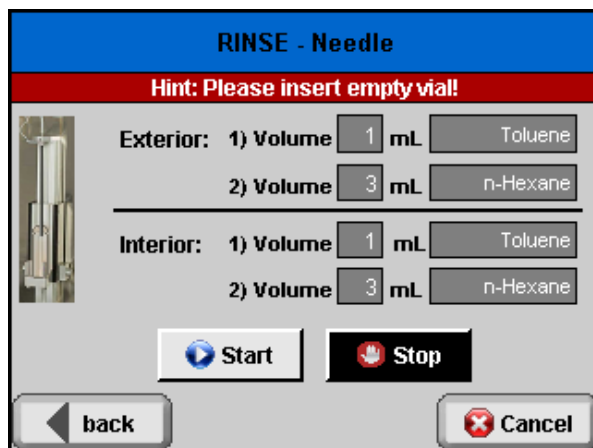 RINSE - Needle
Hint: Please insert empty vial!
Exterior: 1) Volume 1 mL Toluene
2) Volume 3 mL n-Hexane
Interior: 1) Volume 1 mL Toluene
2) Volume 3 mL n-Hexane
Start Stop
back Cancel